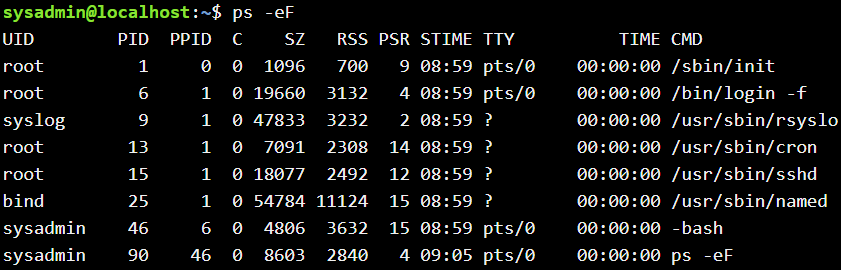 sysadmin@localhost:~$ ps -eF
UID        PID  PPID  C    SZ   RSS PSR STIME TTY          TIME CMD
root         1     0  0  1096   700   9 08:59 pts/0    00:00:00 /sbin/init
root         6     1  0 19660  3132   4 08:59 pts/0    00:00:00 /bin/login -f
syslog       9     1  0 47833  3232   2 08:59 ?        00:00:00 /usr/sbin/rsyslo
root        13     1  0  7091  2308  14 08:59 ?        00:00:00 /usr/sbin/cron
root        15     1  0 18077  2492  12 08:59 ?        00:00:00 /usr/sbin/sshd
bind        25     1  0 54784 11124  15 08:59 ?        00:00:00 /usr/sbin/named
sysadmin    46     6  0  4806  3632  15 08:59 pts/0    00:00:00 -bash
sysadmin    90    46  0  8603  2840   4 09:05 pts/0    00:00:00 ps -eF